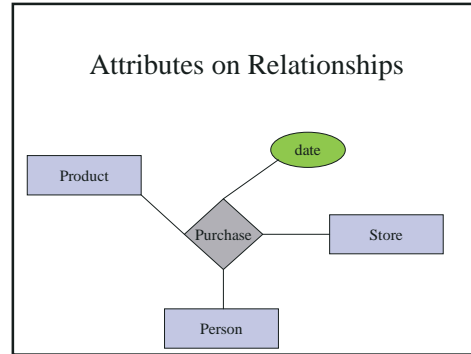 Attributes on Relationships
date
Product
Purchase
Store
Person